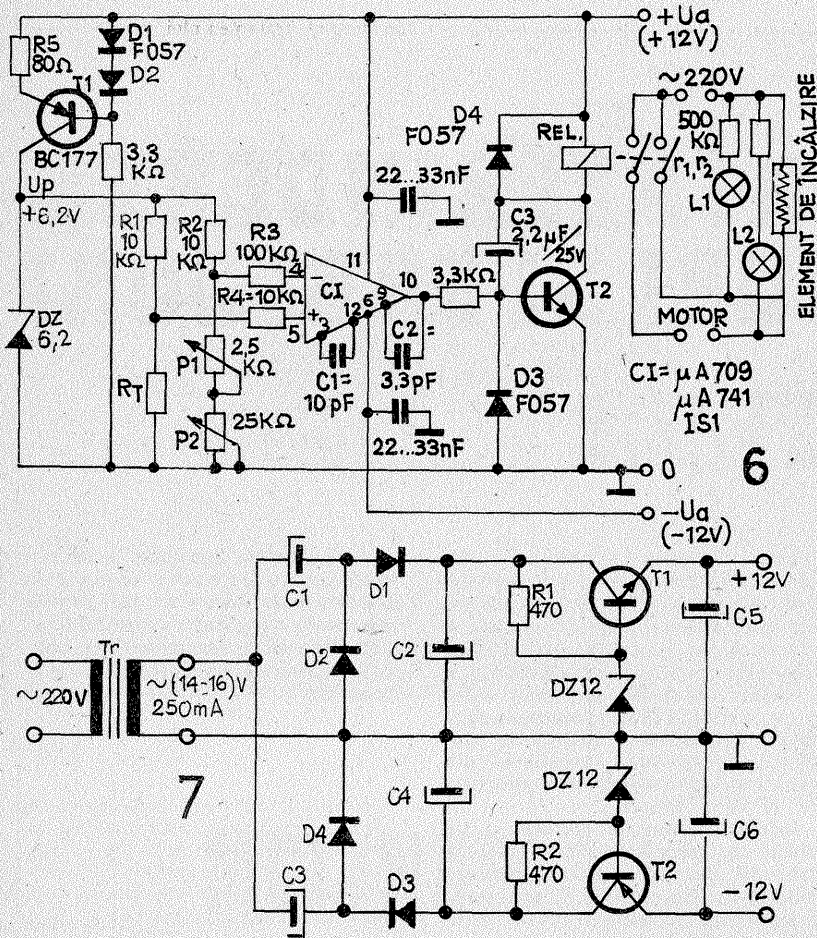 R5
80Ω
D1
F057
D2
T1
BC177
3,3
KΩ
Up
+6,2V
R1
10
KΩ
R2
10
KΩ
R3
100KΩ
R4=10KΩ
DZ
6,2
RT
P1
2,5
KΩ
P2
25KΩ
4
−
+
5
3
CI
11
12
6
9
10
C1=
10pF
C2=
3,3pF
22...33nF
22...33nF
3,3KΩ
D4
F057
REL.
C3
2,2µF
25V
T2
D3
F057
+Ua
(+12V)
0
−Ua
(−12V)
~220V
500
KΩ
r1,r2
L1
L2
MOTOR
ELEMENT DE ÎNCĂLZIRE
CI=µA709
µA741
IS1
6
~220V
Tr
~(14-16)V
250mA
C1
D1
D2
C2
R1
470
T1
DZ12
C5
+12V
7
D4
C3
D3
C4
R2
470
DZ12
T2
C6
−12V